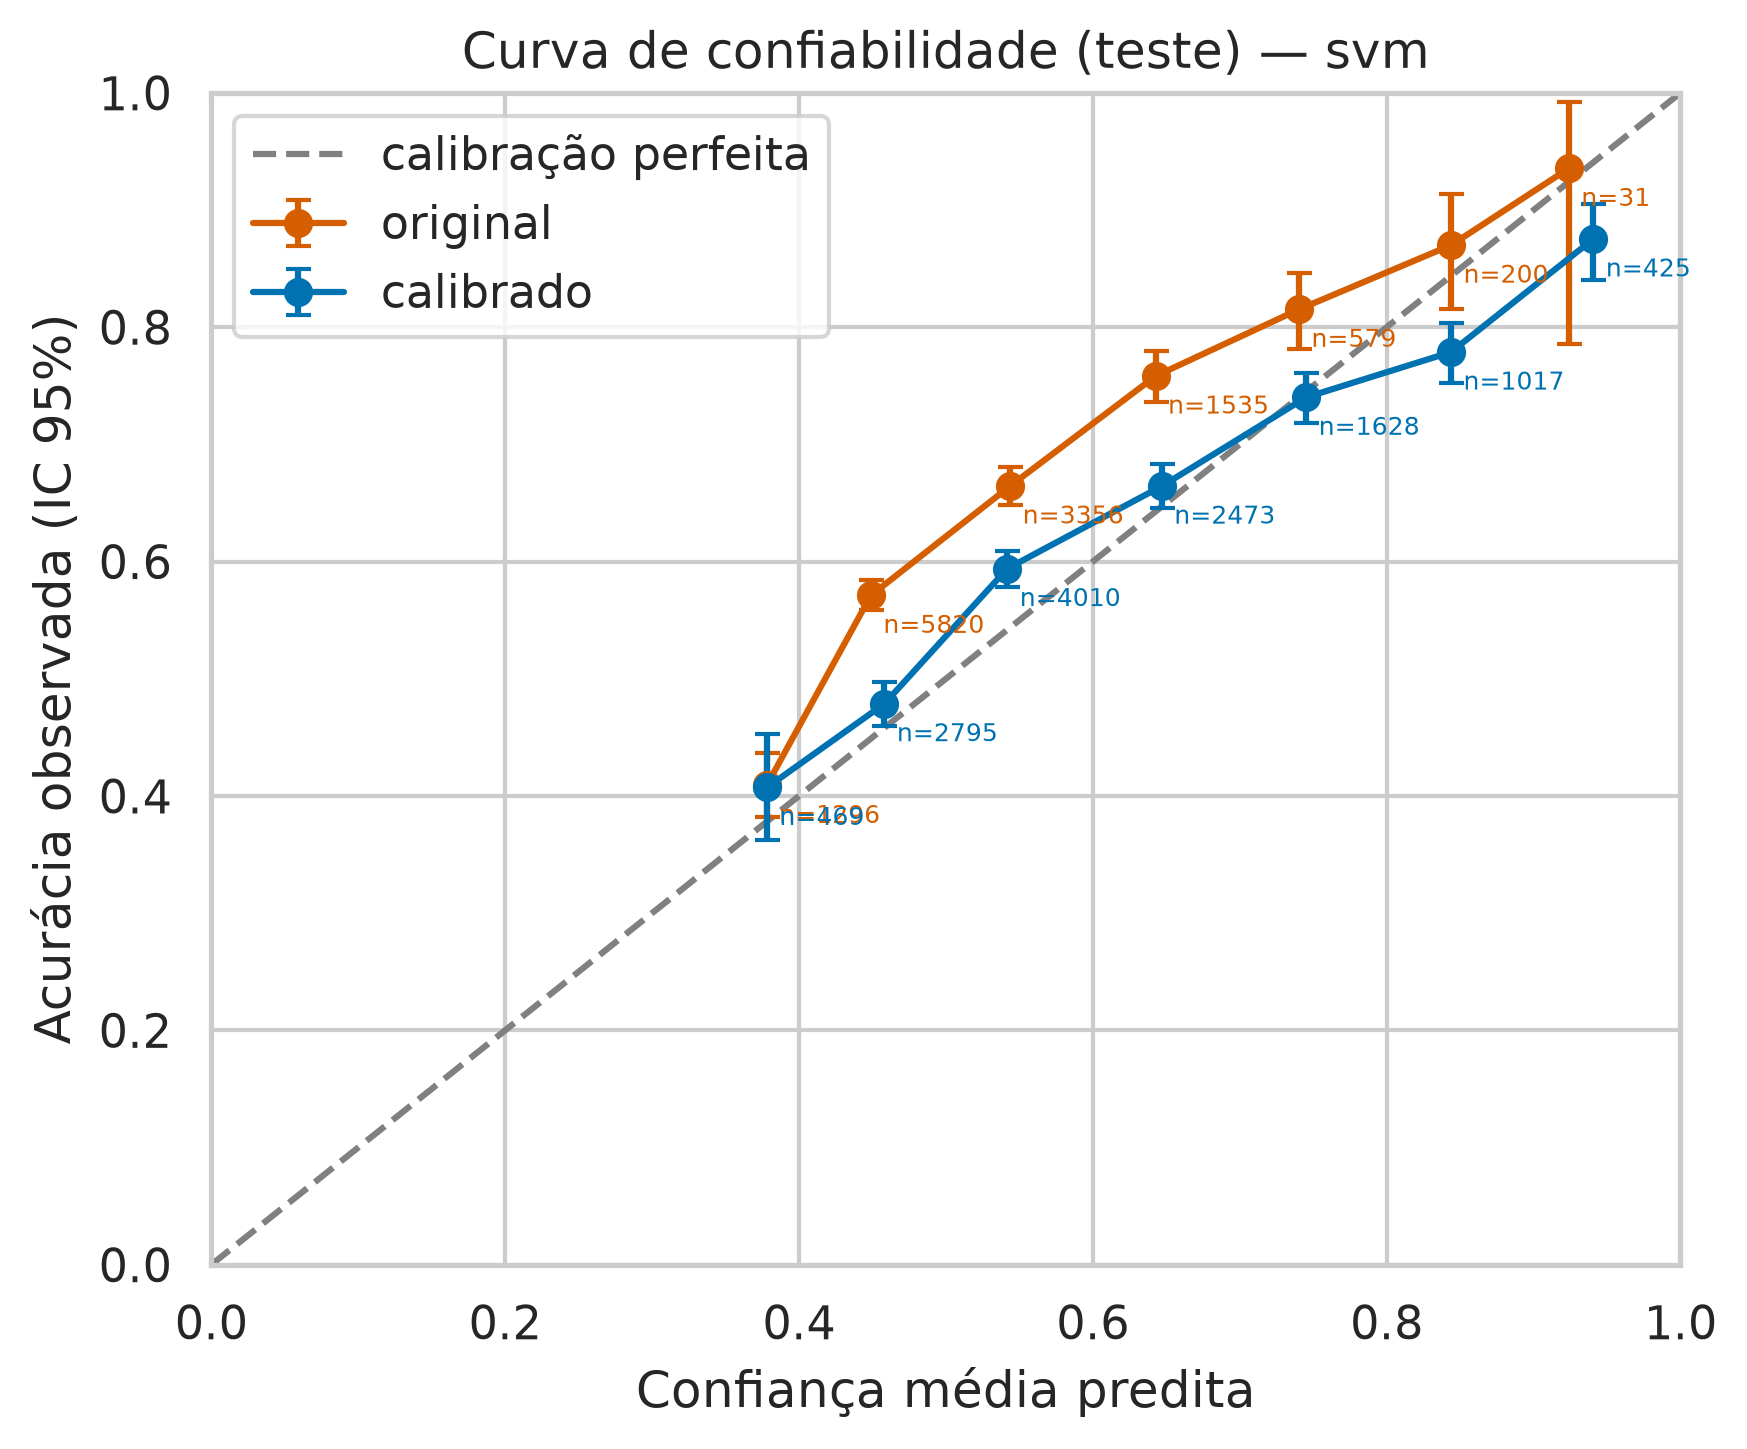 Curva de confiabilidade (teste) — svm
calibração perfeita
original
calibrado
Acurácia observada (IC 95%)
1.0
0.8
0.6
0.4
0.2
0.0
n=31
n=425
n=200
n=579
n=1017
n=1535
n=1628
n=3356
n=2473
n=4010
n=5820
n=2795
n=469
0.0 0.2 0.4 0.6 0.8 1.0
Confiança média predita